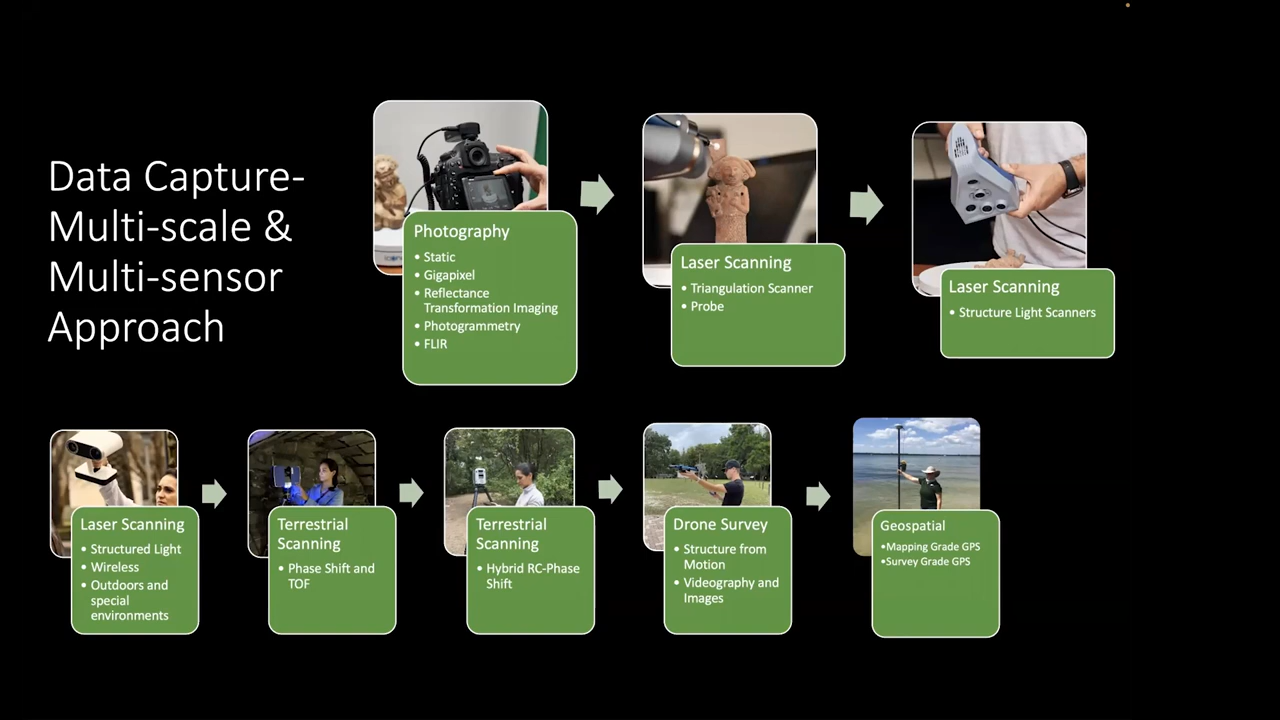 Data Capture-
Multi-scale &
Multi-sensor
Approach
Photography
• Static
• Gigapixel
• Reflectance
Transformation Imaging
• Photogrammetry
• FLIR
Laser Scanning
• Triangulation Scanner
• Probe
Laser Scanning
• Structure Light Scanners
Laser Scanning
• Structured Light
• Wireless
• Outdoors and
special
environments
Terrestrial
Scanning
• Phase Shift and
TOF
Terrestrial
Scanning
• Hybrid RC-Phase
Shift
Drone Survey
• Structure from
Motion
• Videography and
Images
Geospatial
•Mapping Grade GPS
•Survey Grade GPS